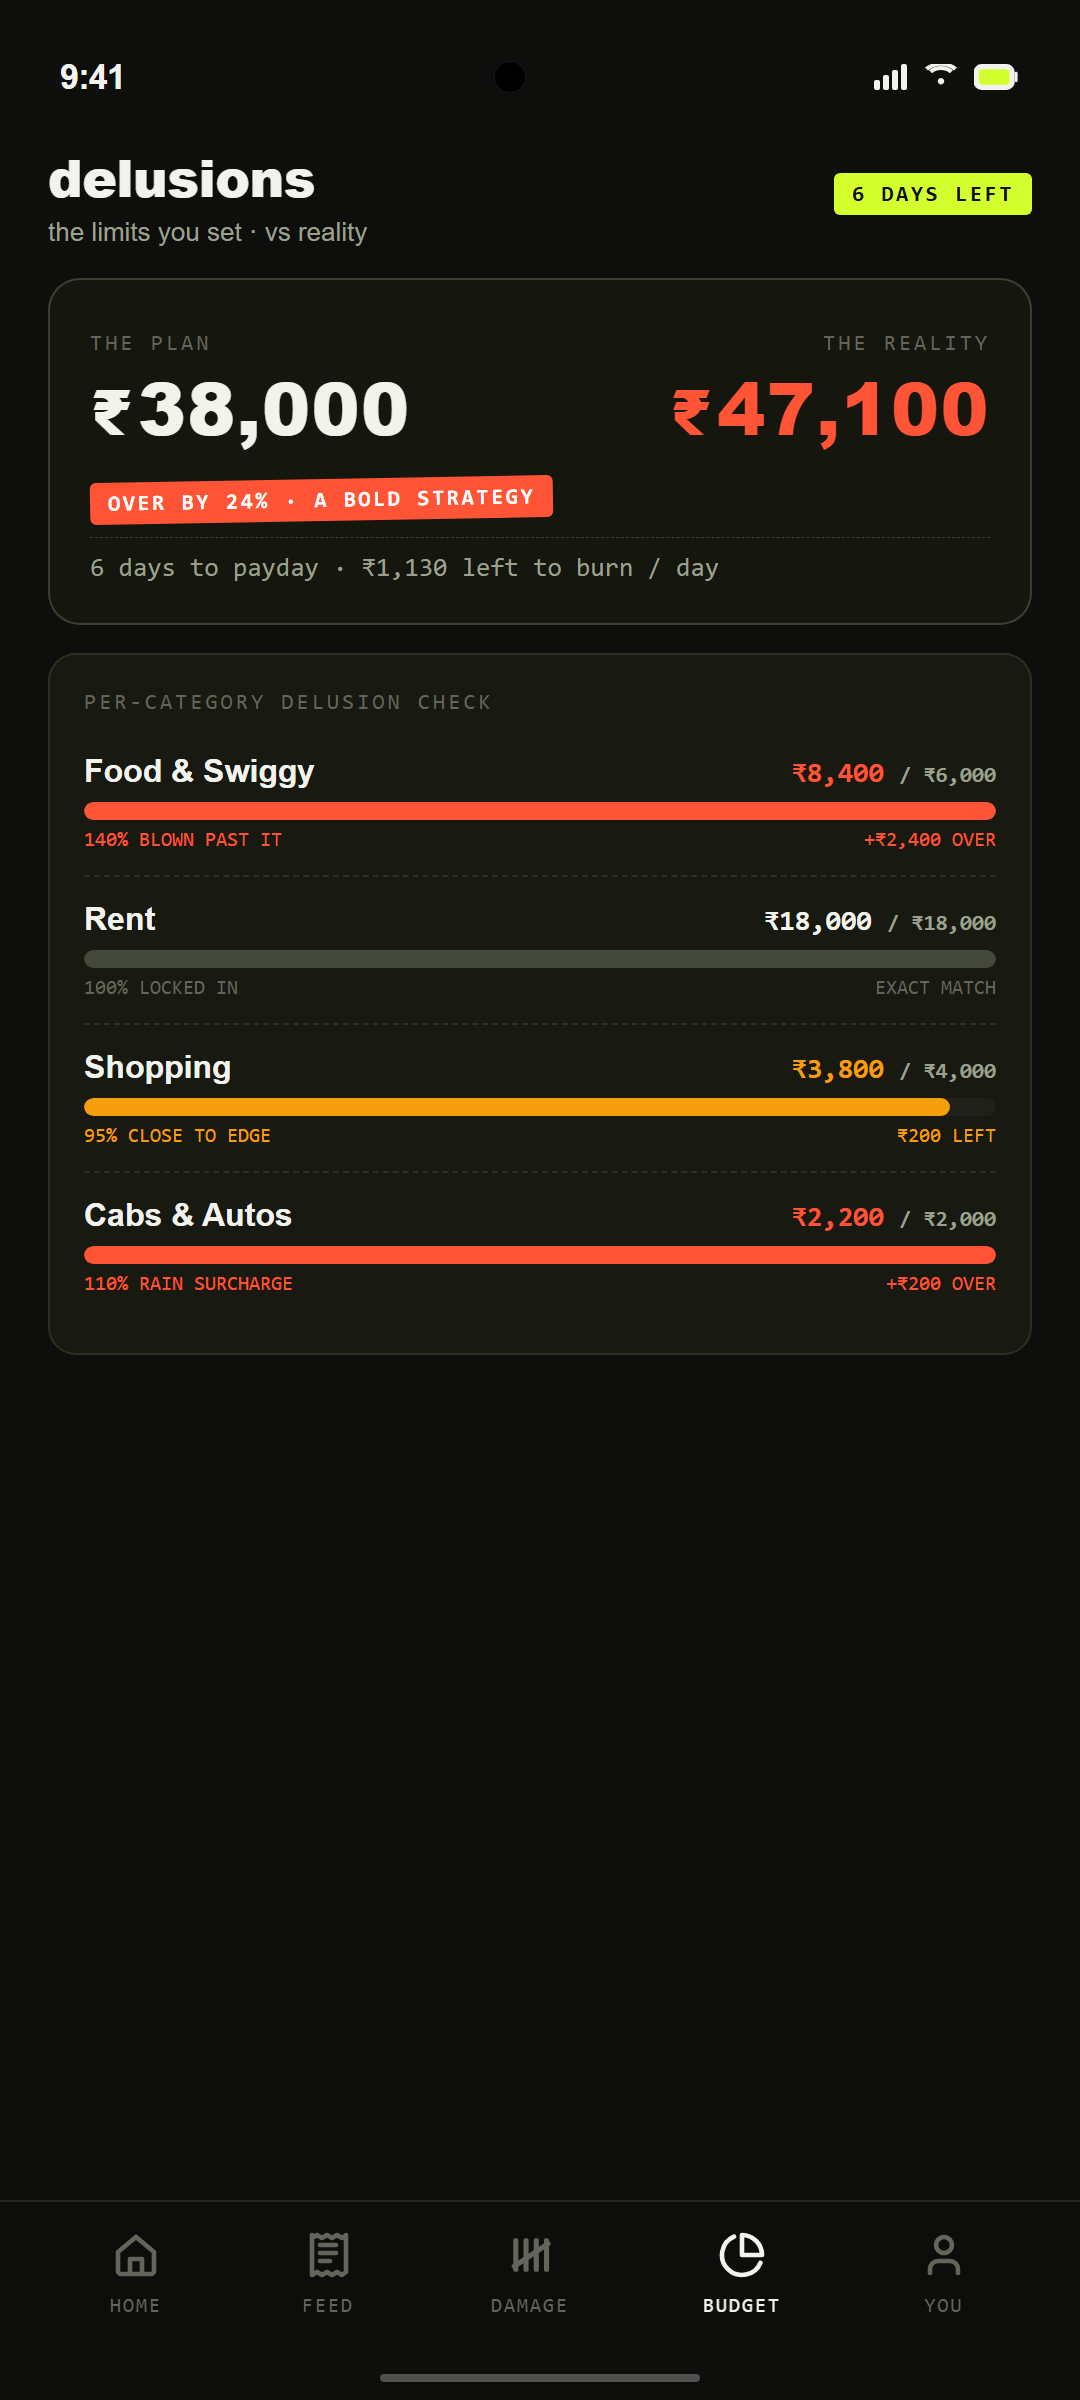 9:41
delusions
6 DAYS LEFT
the limits you set · vs reality
THE PLAN
THE REALITY
₹38,000
₹47,100
OVER BY 24% · A BOLD STRATEGY
6 days to payday · ₹1,130 left to burn / day
PER-CATEGORY DELUSION CHECK
Food & Swiggy
₹8,400 / ₹6,000
140% BLOWN PAST IT
+₹2,400 OVER
Rent
₹18,000 / ₹18,000
100% LOCKED IN
EXACT MATCH
Shopping
₹3,800 / ₹4,000
95% CLOSE TO EDGE
₹200 LEFT
Cabs & Autos
₹2,200 / ₹2,000
110% RAIN SURCHARGE
+₹200 OVER
HOME
FEED
DAMAGE
BUDGET
YOU